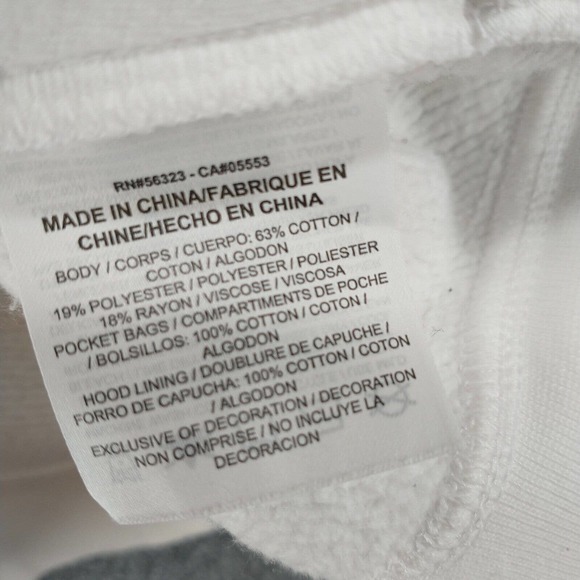 RN#56323 - CA#05553
MADE IN CHINA/FABRIQUE EN
CHINE/HECHO EN CHINA
BODY / CORPS / CUERPO: 63% COTTON /
COTON / ALGODON
19% POLYESTER / POLYESTER / POLIESTER
18% RAYON / VISCOSE / VISCOSA
POCKET BAGS / COMPARTIMENTS DE POCHE
/ BOLSILLOS: 100% COTTON / COTON /
ALGODON
HOOD LINING / DOUBLURE DE CAPUCHE /
FORRO DE CAPUCHA: 100% COTTON / COTON
/ ALGODON
EXCLUSIVE OF DECORATION / DECORATION
NON COMPRISE / NO INCLUYE LA
DECORACION